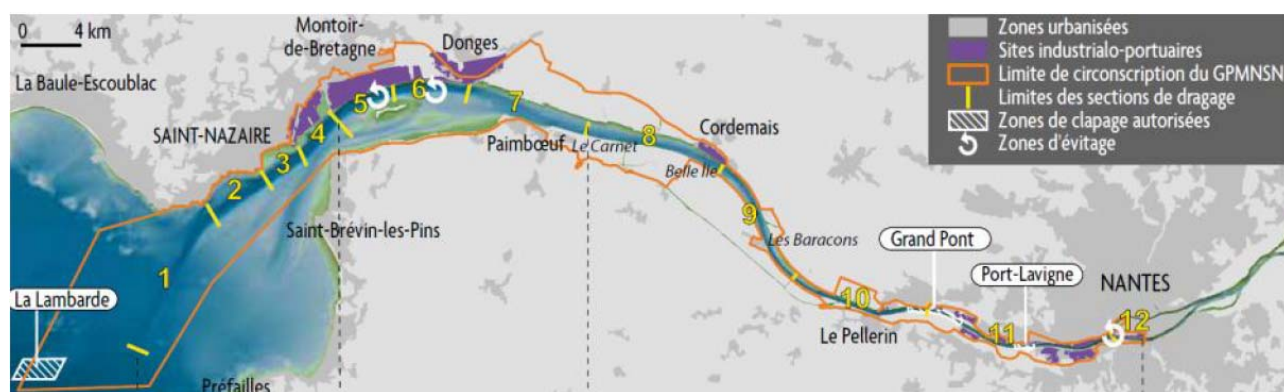 0 4 km
Montoir-
de-Bretagne
Donges
La Baule-Escoublac
SAINT-NAZAIRE
Paimbœuf
Le Carnet
Cordemais
Belle Ile
Saint-Brévin-les-Pins
Les Baracons
Grand Pont
Port-Lavigne
NANTES
Le Pellerin
La Lambarde
Préfailles
1
2
3
4
5
6
7
8
9
10
11
12
Zones urbanisées
Sites industrialo-portuaires
Limite de circonscription du GPMNSN
Limites des sections de dragage
Zones de clapage autorisées
Zones d'évitage